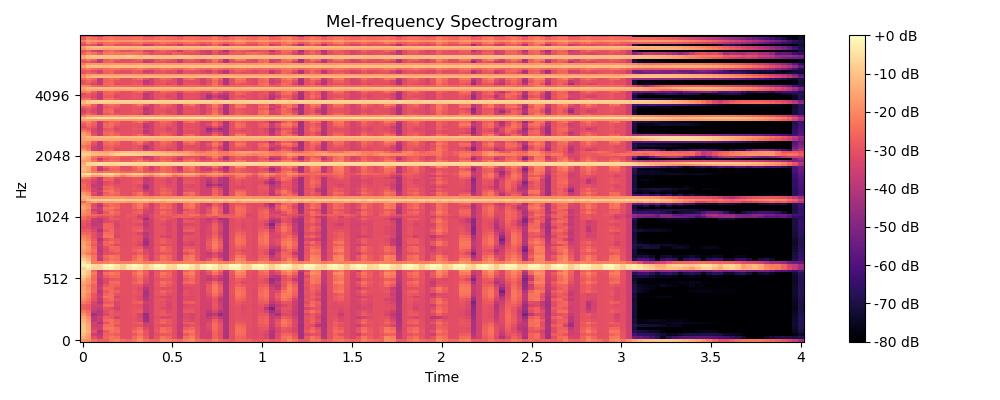 Mel-frequency Spectrogram
Hz
4096
2048
1024
512
0
0
0.5
1
1.5
2
2.5
3
3.5
4
Time
+0 dB
-10 dB
-20 dB
-30 dB
-40 dB
-50 dB
-60 dB
-70 dB
-80 dB